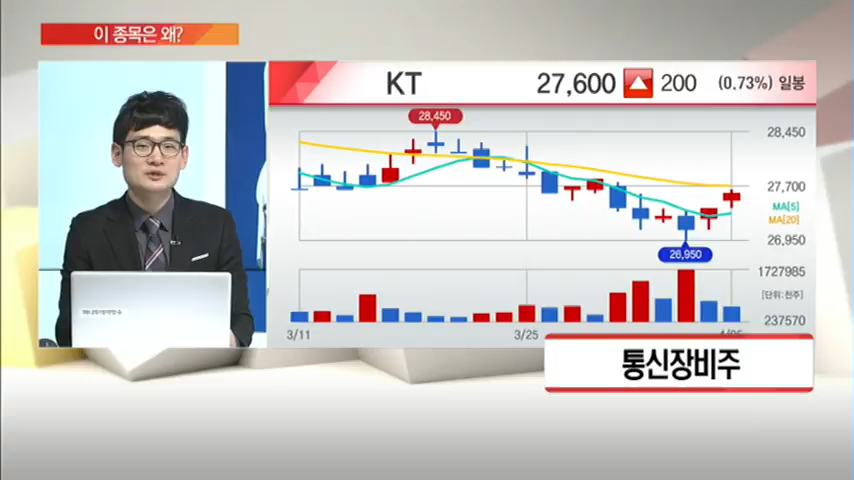 이 종목은 왜?
KT 27,600 200 (0.73%) 일봉
28,450
28,450
27,700
MA[5]
MA[20]
26,950
26,950
1727985
[단위:천주]
237570
3/11 3/25
통신장비주